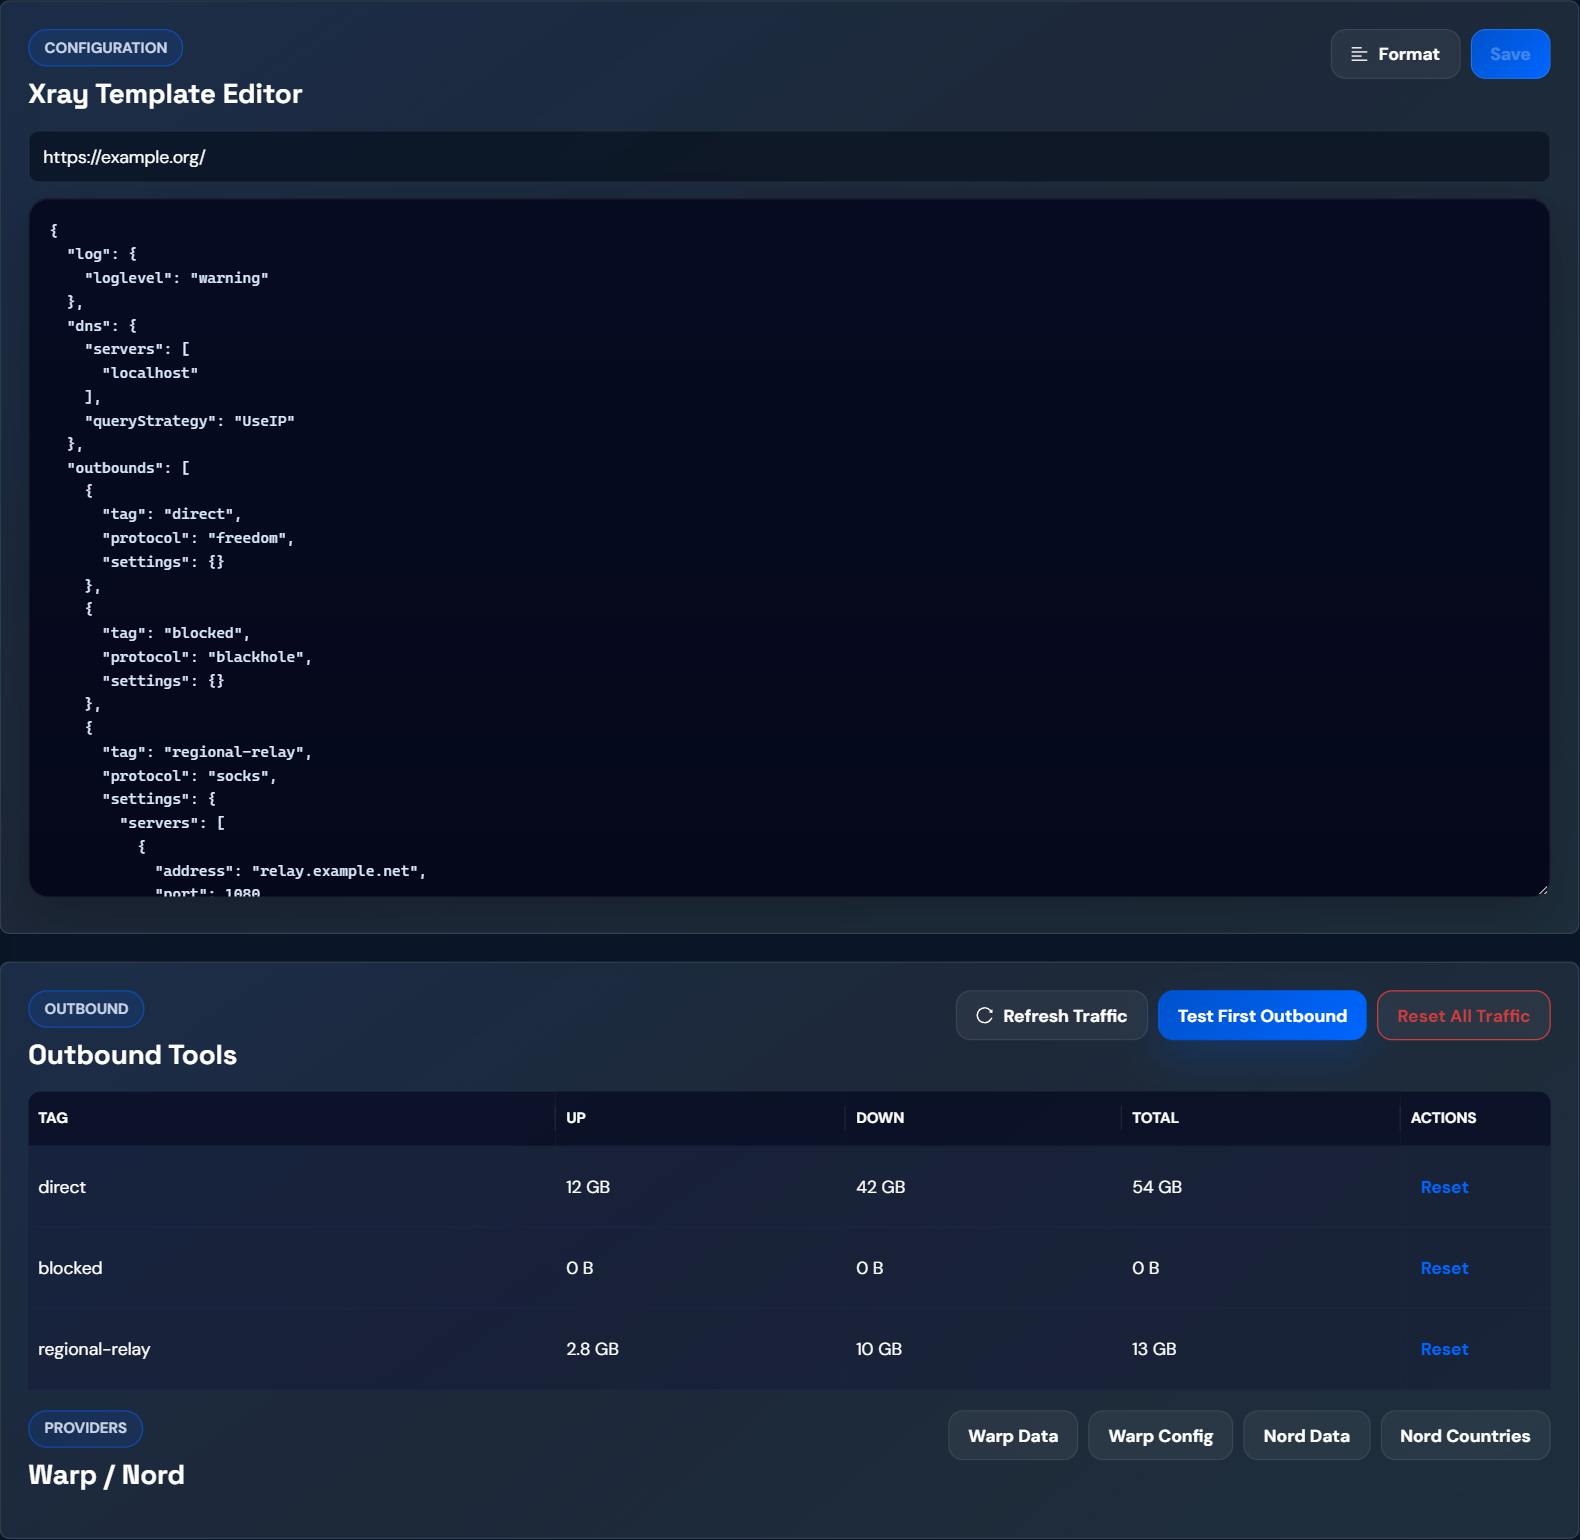 CONFIGURATION
Format
Save
Xray Template Editor
https://example.org/
{
  "log": {
    "loglevel": "warning"
  },
  "dns": {
    "servers": [
      "localhost"
    ],
    "queryStrategy": "UseIP"
  },
  "outbounds": [
    {
      "tag": "direct",
      "protocol": "freedom",
      "settings": {}
    },
    {
      "tag": "blocked",
      "protocol": "blackhole",
      "settings": {}
    },
    {
      "tag": "regional-relay",
      "protocol": "socks",
      "settings": {
        "servers": [
          {
            "address": "relay.example.net",
            "port": 1080
OUTBOUND
Refresh Traffic
Test First Outbound
Reset All Traffic
Outbound Tools
TAG UP DOWN TOTAL ACTIONS
direct 12 GB 42 GB 54 GB Reset
blocked 0 B 0 B 0 B Reset
regional-relay 2.8 GB 10 GB 13 GB Reset
PROVIDERS
Warp Data
Warp Config
Nord Data
Nord Countries
Warp / Nord